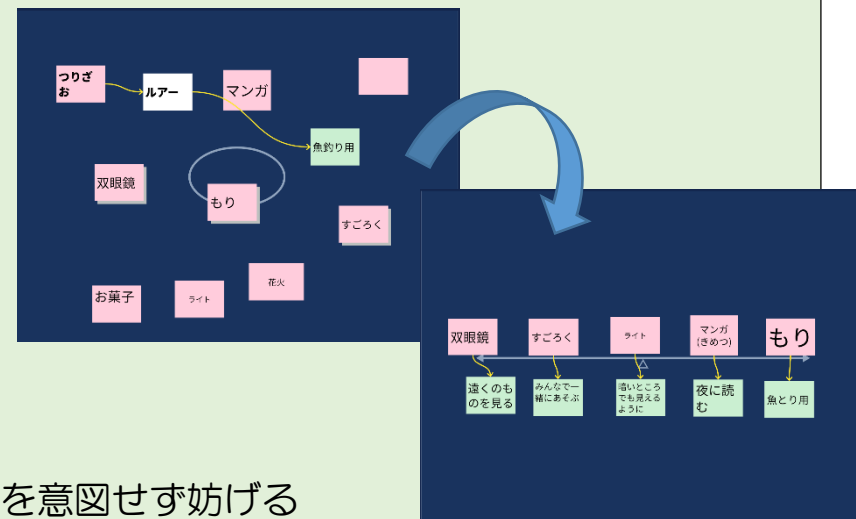 つりざ
お
ルアー
マンガ
魚釣り用
双眼鏡
もり
すごろく
お菓子
ライト
花火
双眼鏡
すごろく
ライト
マンガ
(きめつ)
もり
遠くのも
のを見る
みんなで一
緒にあそぶ
暗いところ
でも見える
ように
夜に読
む
魚とり用
を意図せず妨げる